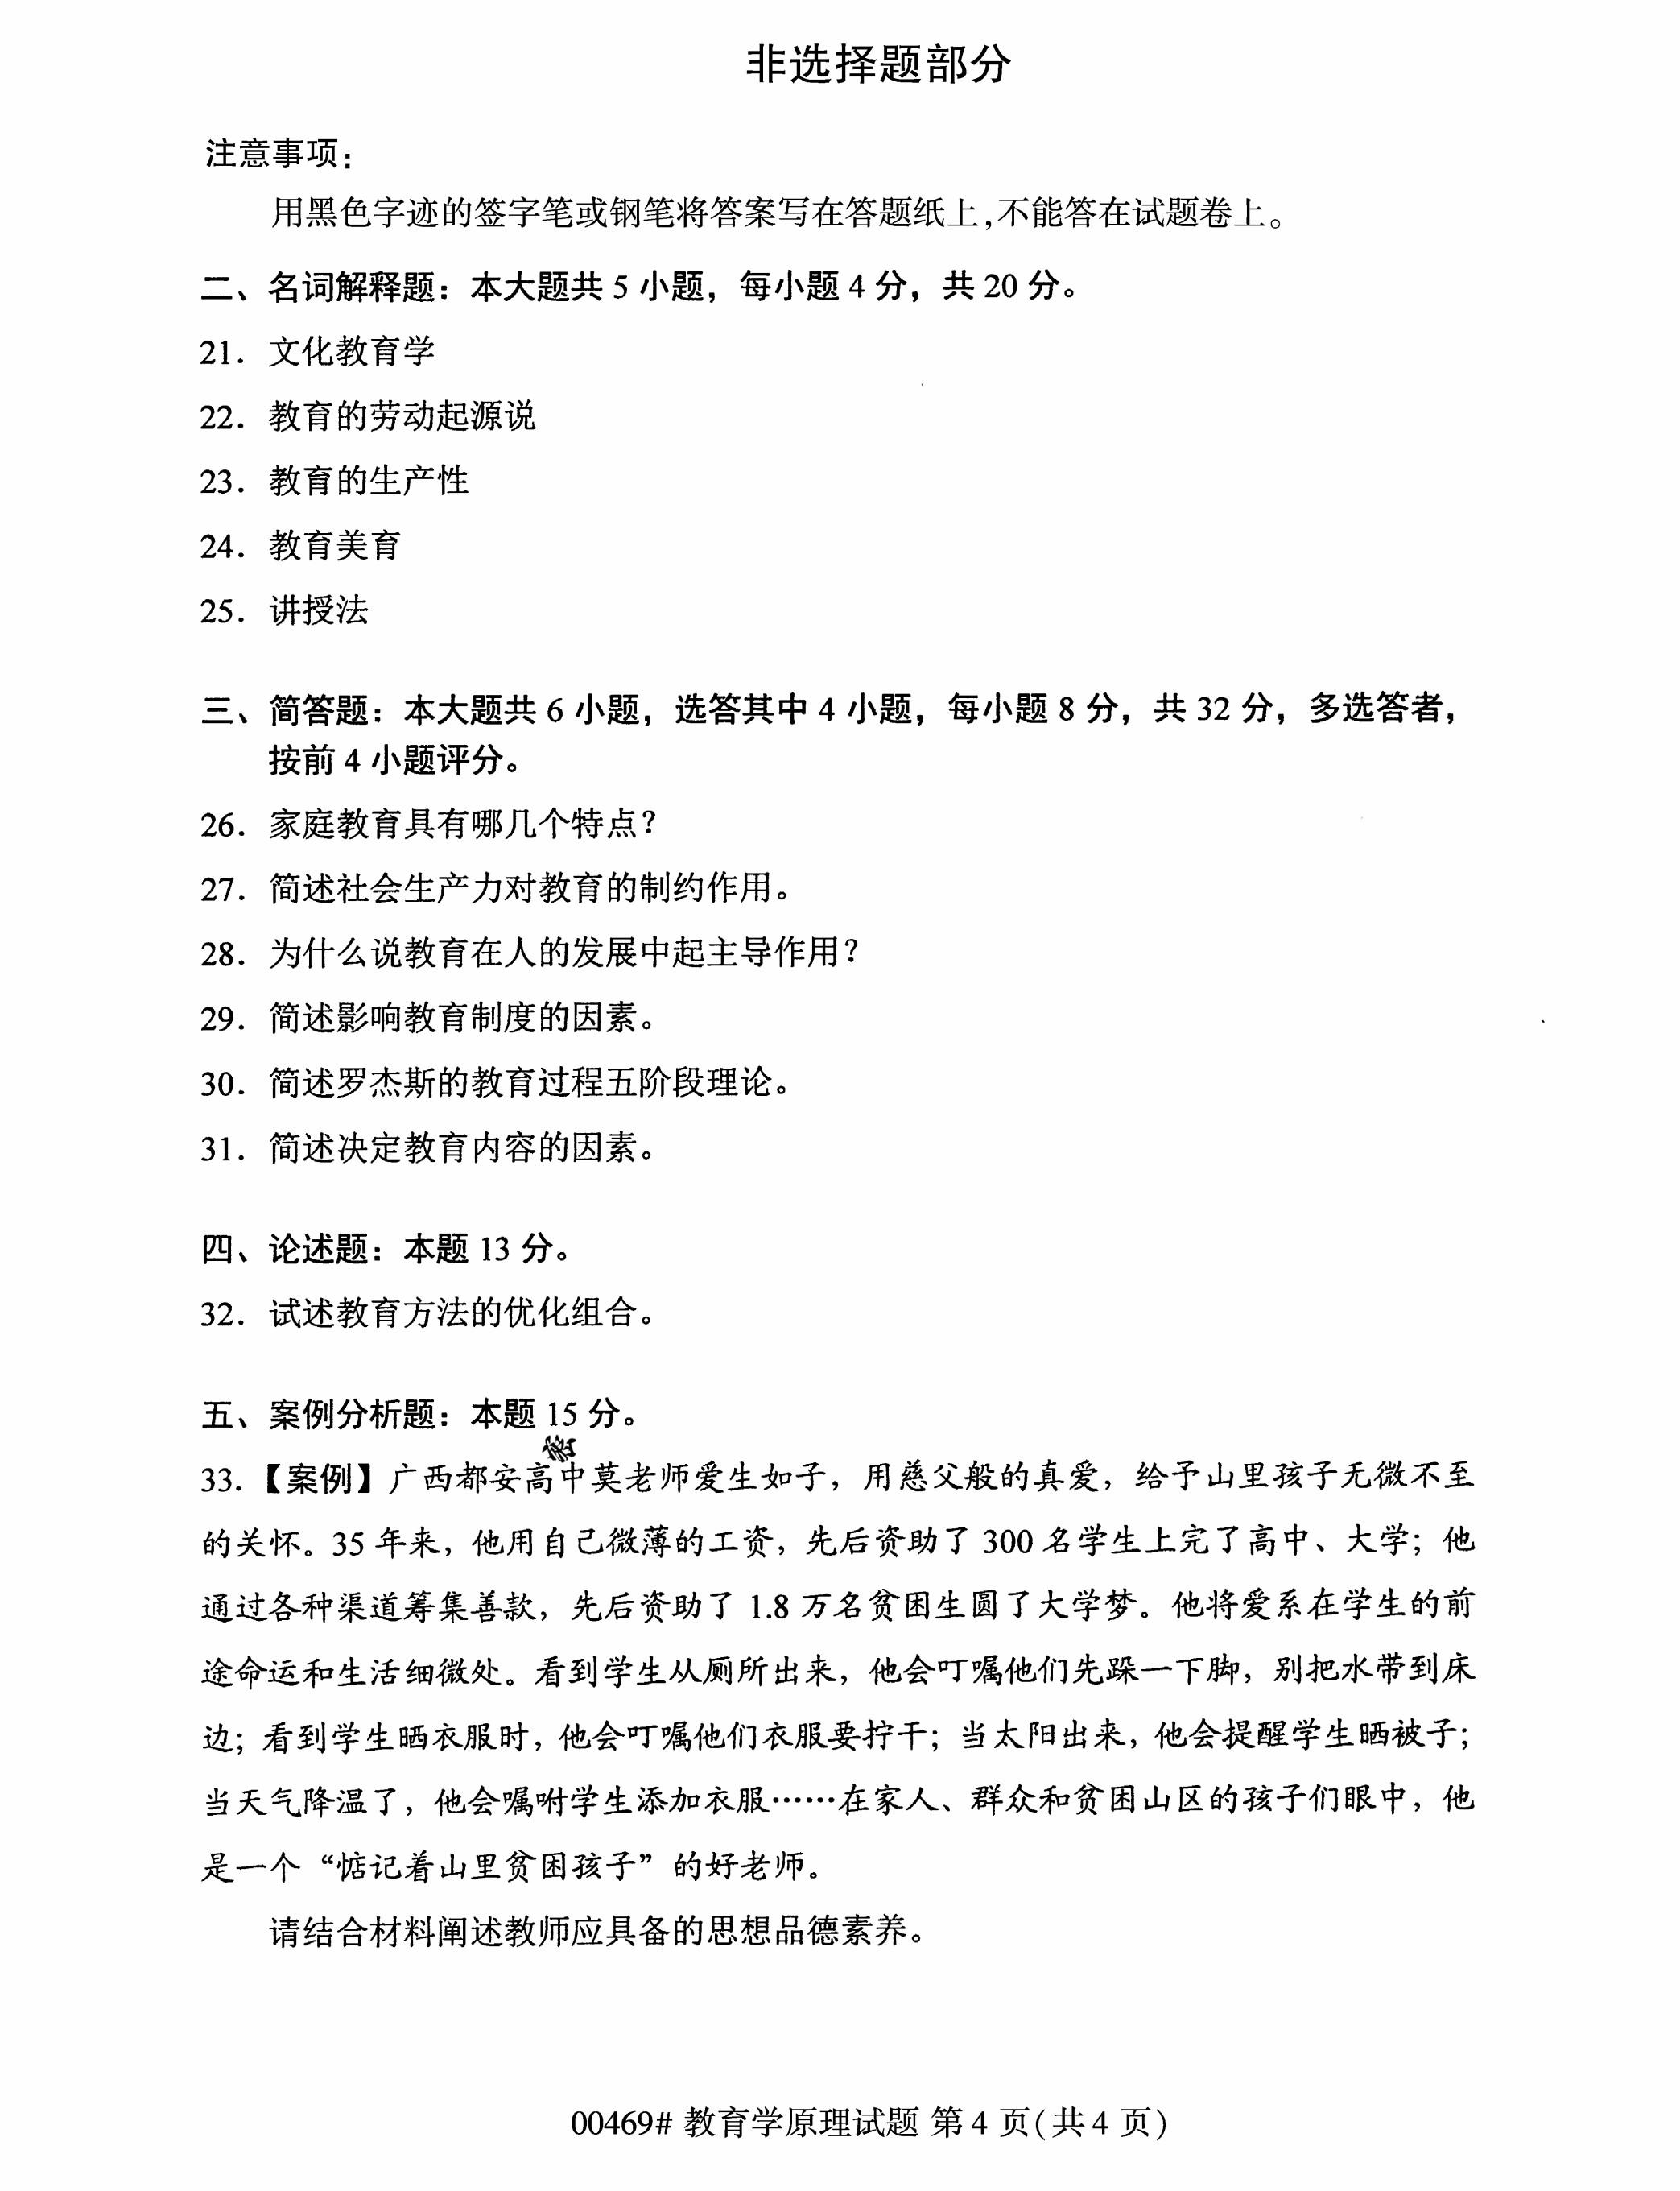 非选择题部分
注意事项：
用黑色字迹的签字笔或钢笔将答案写在答题纸上,不能答在试题卷上。
二、名词解释题：本大题共 5 小题，每小题 4 分，共 20 分。
21．文化教育学
22．教育的劳动起源说
23．教育的生产性
24．教育美育
25．讲授法
三、简答题：本大题共 6 小题，选答其中 4 小题，每小题 8 分，共 32 分，多选答者，
按前 4 小题评分。
26．家庭教育具有哪几个特点？
27．简述社会生产力对教育的制约作用。
28．为什么说教育在人的发展中起主导作用？
29．简述影响教育制度的因素。
30．简述罗杰斯的教育过程五阶段理论。
31．简述决定教育内容的因素。
四、论述题：本题 13 分。
32．试述教育方法的优化组合。
五、案例分析题：本题 15 分。
33.【案例】广西都安高中莫老师爱生如子，用慈父般的真爱，给予山里孩子无微不至
的关怀。35 年来，他用自己微薄的工资，先后资助了 300 名学生上完了高中、大学；他
通过各种渠道筹集善款，先后资助了 1.8 万名贫困生圆了大学梦。他将爱系在学生的前
途命运和生活细微处。看到学生从厕所出来，他会叮嘱他们先跺一下脚，别把水带到床
边；看到学生晒衣服时，他会叮嘱他们衣服要拧干；当太阳出来，他会提醒学生晒被子；
当天气降温了，他会嘱咐学生添加衣服……在家人、群众和贫困山区的孩子们眼中，他
是一个“惦记着山里贫困孩子”的好老师。
请结合材料阐述教师应具备的思想品德素养。
00469# 教育学原理试题 第 4 页(共 4 页)